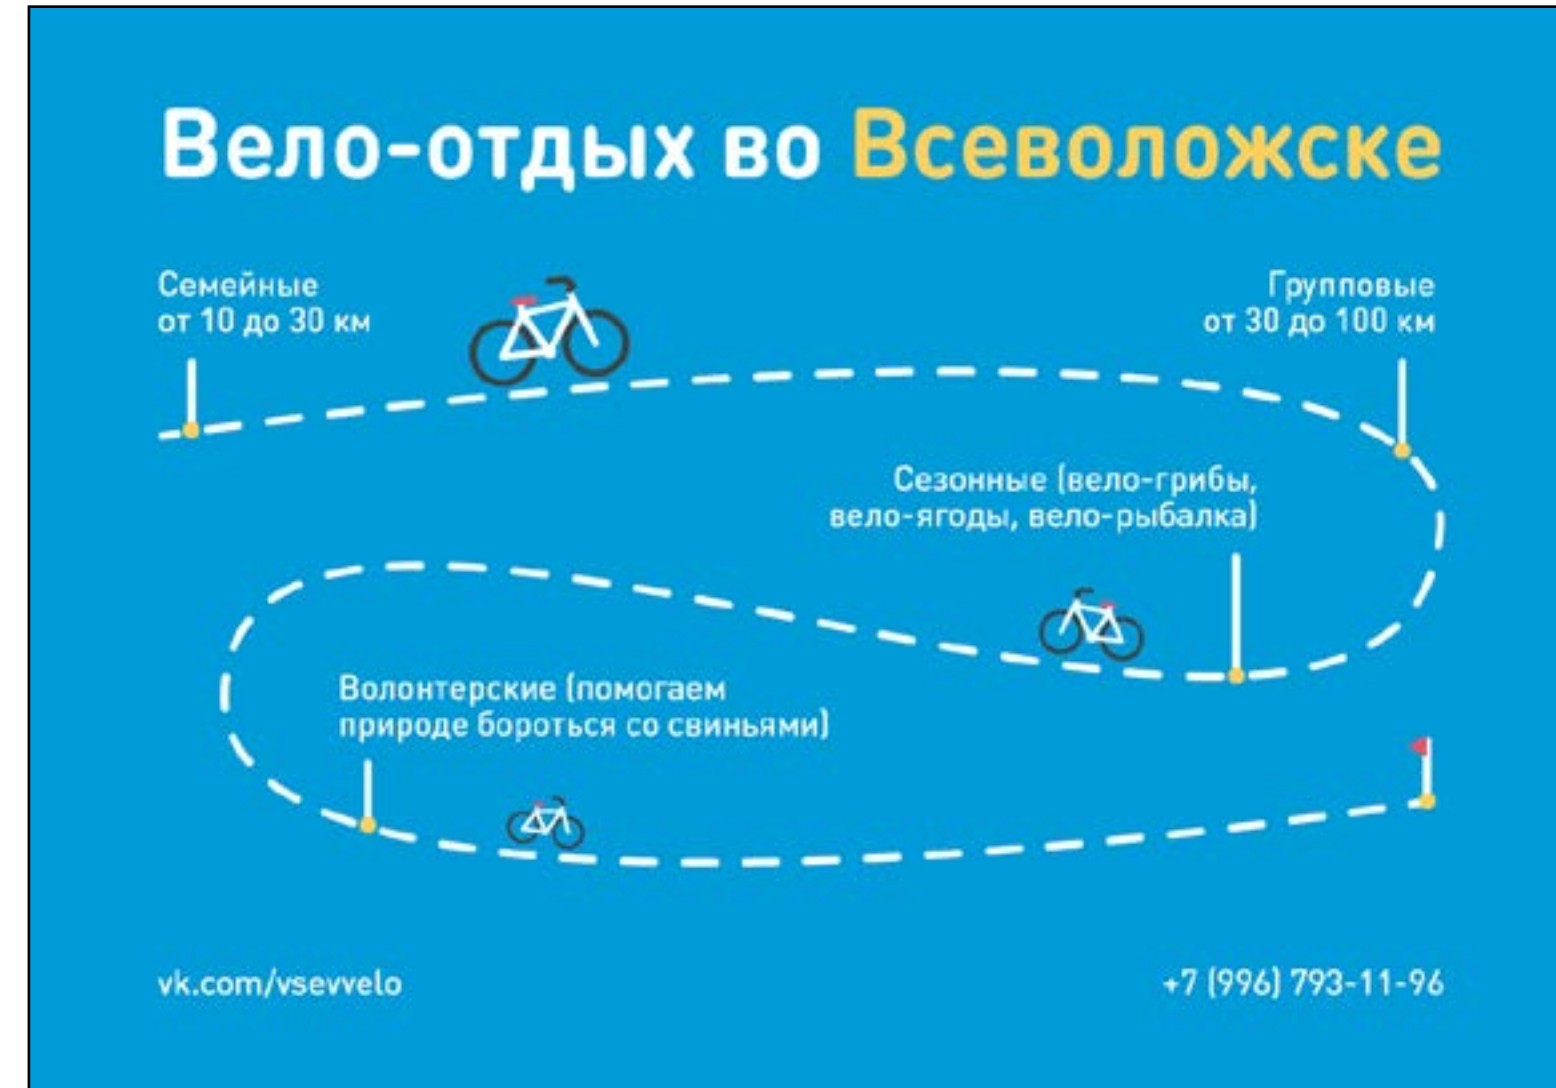 Вело-отдых во Всеволожске
Семейные
от 10 до 30 км
Групповые
от 30 до 100 км
Сезонные (вело-грибы,
вело-ягоды, вело-рыбалка)
Волонтерские (помогаем
природе бороться со свиньями)
vk.com/vsevvelo
+7 (996) 793-11-96